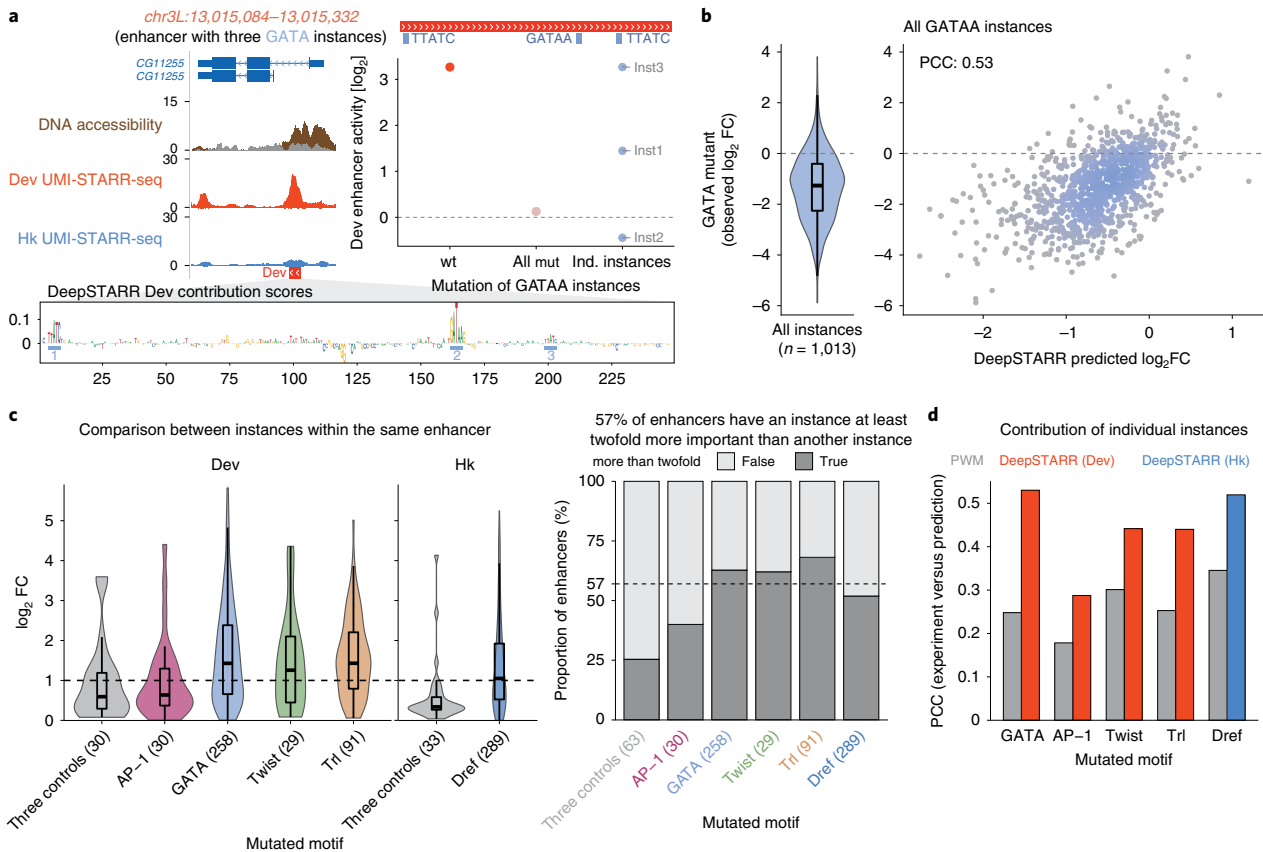 a
chr3L:13,015,084–13,015,332
(enhancer with three GATA instances)
CG11255
CG11255
15
DNA accessibility
0
30
Dev UMI-STARR-seq
0
30
Hk UMI-STARR-seq
0
Dev
TTATC GATAA TTATC
Dev enhancer activity [log2]
3
2
1
0
Inst3
Inst1
Inst2
wt All mut Ind. instances
Mutation of GATAA instances
DeepSTARR Dev contribution scores
0.1
0
1 2 3
25 50 75 100 125 150 175 200 225
b
All GATAA instances
GATA mutant
(observed log2 FC)
4
2
0
−2
−4
−6
All instances
(n = 1,013)
PCC: 0.53
4
2
0
−2
−4
−6
−2 −1 0 1
DeepSTARR predicted log2FC
c
Comparison between instances within the same enhancer
Dev Hk
log2 FC
5
4
3
2
1
0
Three controls (30)
AP−1 (30)
GATA (258)
Twist (29)
Trl (91)
Three controls (33)
Dref (289)
Mutated motif
57% of enhancers have an instance at least
twofold more important than another instance
more than twofold False True
Proportion of enhancers (%)
100
75
57
50
25
0
Three controls (63)
AP−1 (30)
GATA (258)
Twist (29)
Trl (91)
Dref (289)
Mutated motif
d
Contribution of individual instances
PWM DeepSTARR (Dev) DeepSTARR (Hk)
PCC (experiment versus prediction)
0.5
0.4
0.3
0.2
0.1
0
GATA AP−1 Twist Trl Dref
Mutated motif